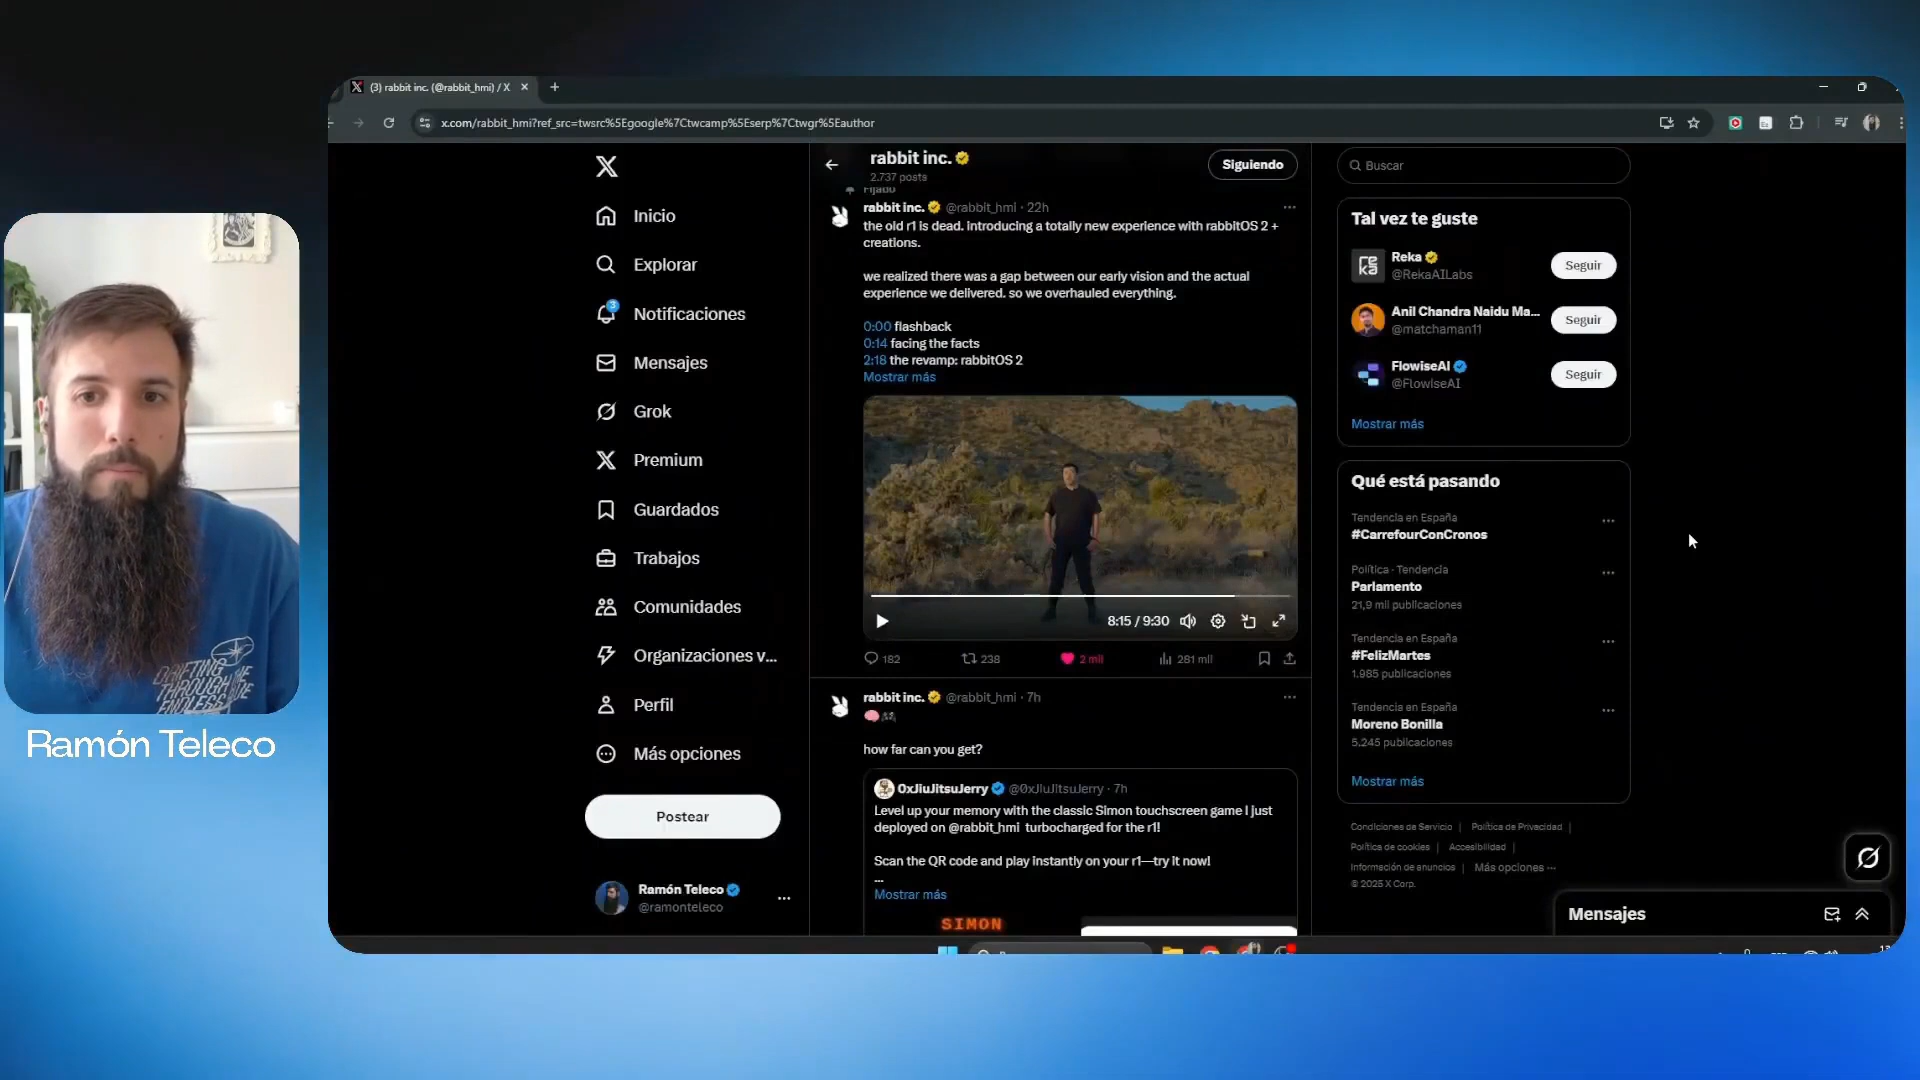 (3) rabbit inc. (@rabbit_hmi) / X
x.com/rabbit_hmi?ref_src=twsrc%5Egoogle%7Ctwcamp%5Eserp%7Ctwgr%5Eauthor
Inicio
Explorar
3
Notificaciones
Mensajes
Grok
Premium
Guardados
Trabajos
Comunidades
Organizaciones v...
Perfil
Más opciones
Postear
Ramón Teleco
@ramonteleco
rabbit inc.
2.737 posts
Siguiendo
Fijado
rabbit inc. @rabbit_hmi · 22h
the old r1 is dead. introducing a totally new experience with rabbitOS 2 +
creations.
we realized there was a gap between our early vision and the actual
experience we delivered. so we overhauled everything.
0:00 flashback
0:14 facing the facts
2:18 the revamp: rabbitOS 2
Mostrar más
8:15 / 9:30
182
238
2 mil
281 mil
rabbit inc. @rabbit_hmi · 7h
how far can you get?
0xJiuJitsuJerry @0xJiuJitsuJerry · 7h
Level up your memory with the classic Simon touchscreen game I just
deployed on @rabbit_hmi turbocharged for the r1!
Scan the QR code and play instantly on your r1—try it now!
...
Mostrar más
SIMON
Buscar
Tal vez te guste
Reka
@RekaAILabs
Seguir
Anil Chandra Naidu Ma...
@matchaman11
Seguir
FlowiseAI
@FlowiseAI
Seguir
Mostrar más
Qué está pasando
Tendencia en España
#CarrefourConCronos
Política · Tendencia
Parlamento
21,9 mil publicaciones
Tendencia en España
#FelizMartes
1.985 publicaciones
Tendencia en España
Moreno Bonilla
5.245 publicaciones
Mostrar más
Condiciones de Servicio | Política de Privacidad |
Política de cookies | Accesibilidad |
Información de anuncios | Más opciones ...
© 2025 X Corp.
Mensajes
Ramón Teleco
DRIFTING
THROUGH
THE
ENDLESS